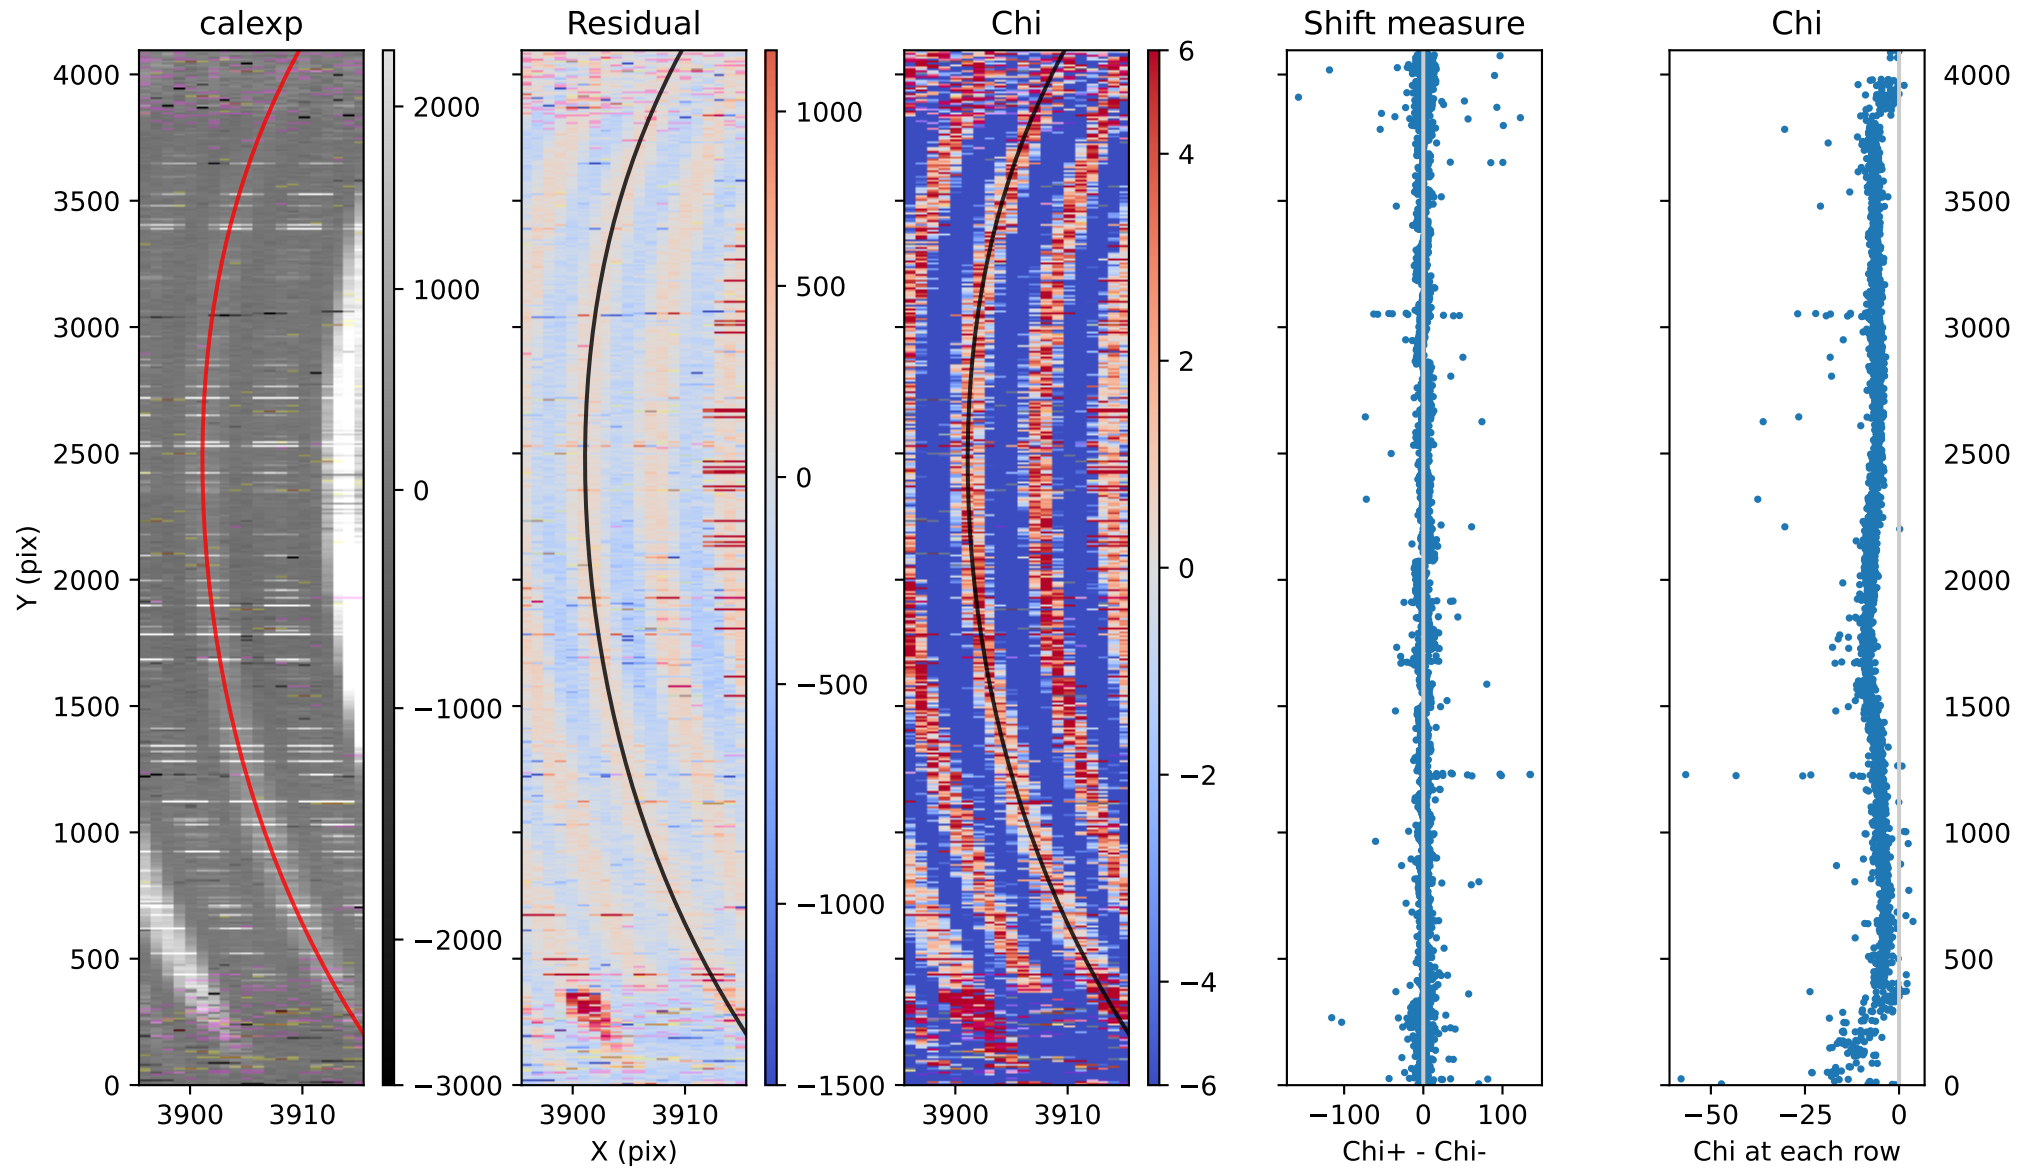 calexp Residual Chi Shift measure Chi
4000 2000 1000 6 4000
3500 1000 4 3500
3000 500 3000
2500 0 2 2500
2000 0 0 2000
1500 −1000 −500 −2 1500
1000 −2000 −1000 −4 1000
500 500
0 −3000 −1500 −6 0
3900 3910 3900 3910 3900 3910 −100 0 100 −50 −25 0
Y (pix)
X (pix) Chi+ - Chi- Chi at each row